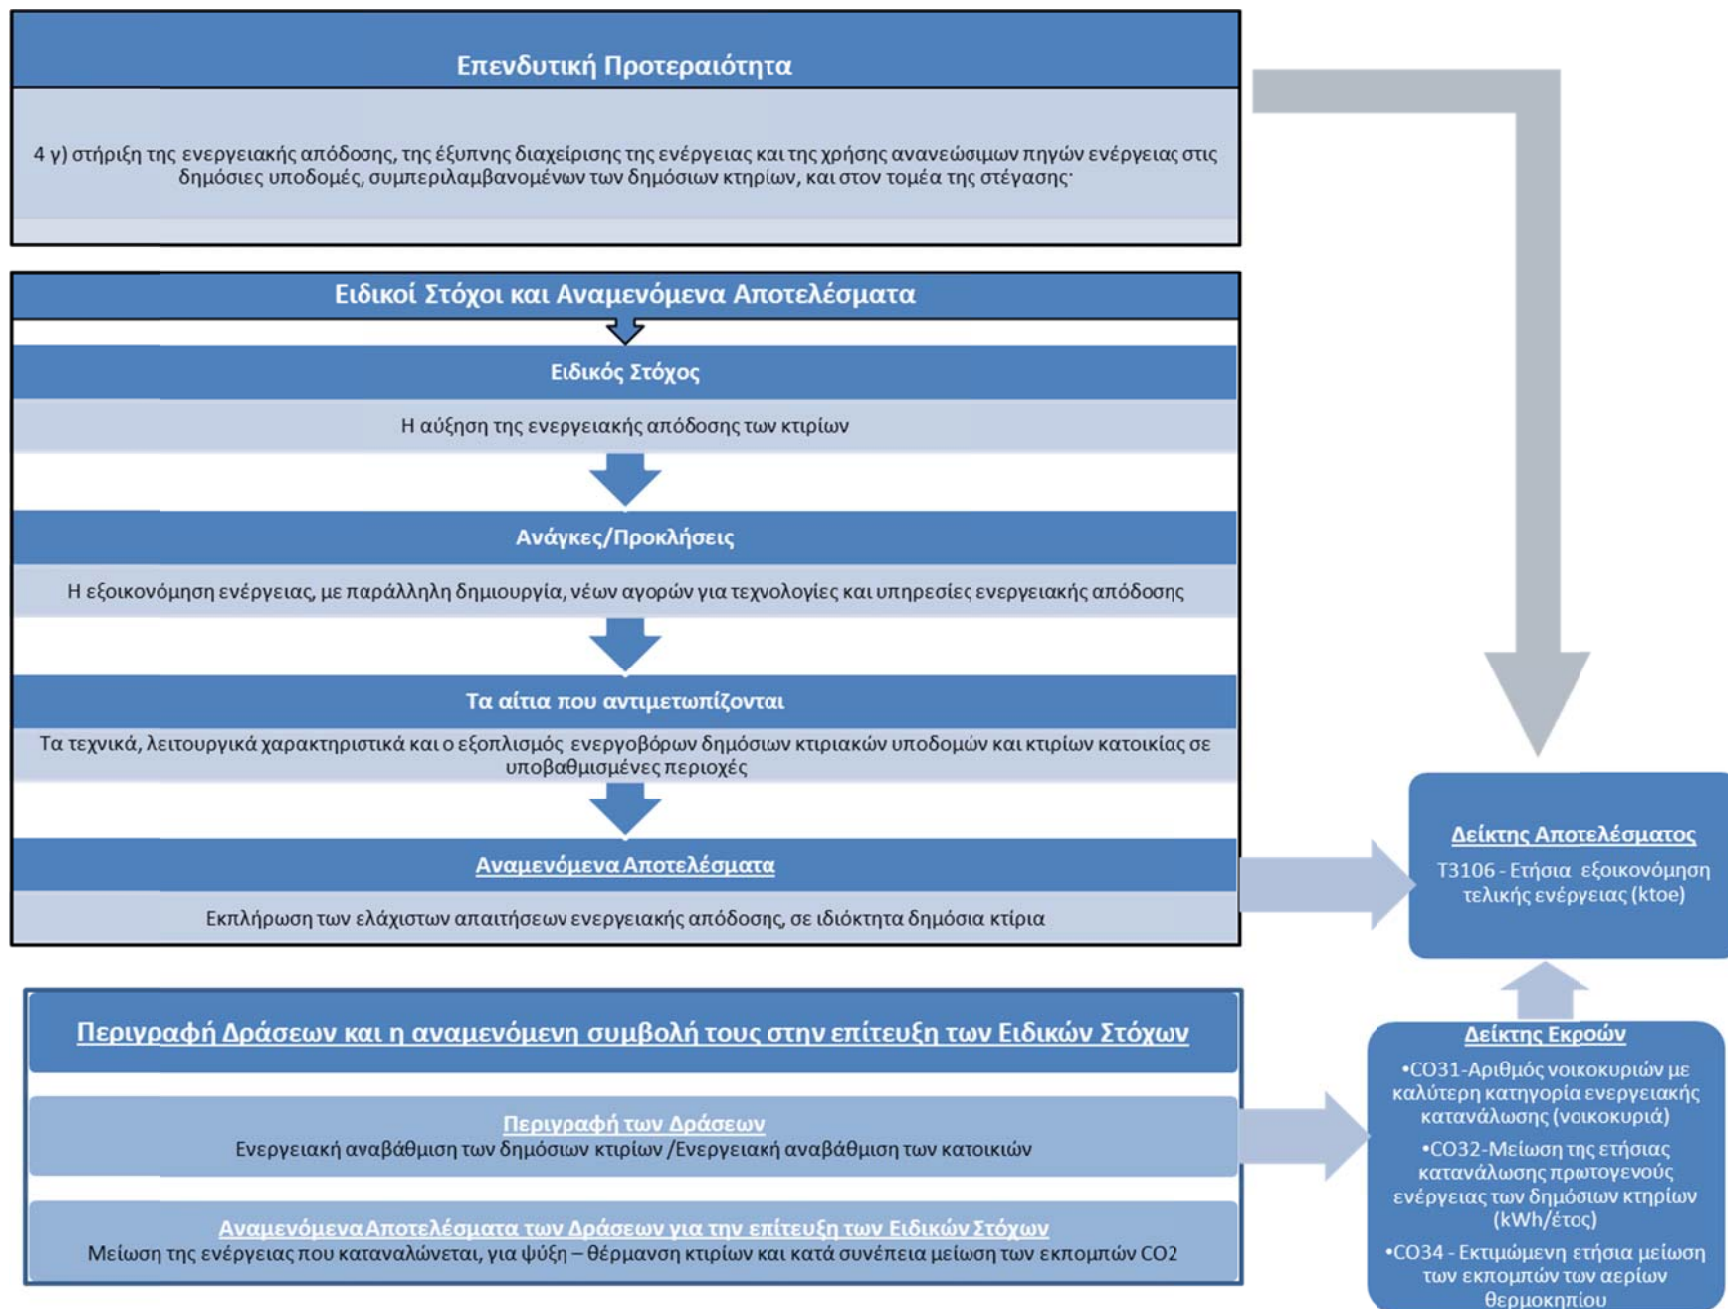 Επενδυτική Προτεραιότητα
4 γ) στήριξη της ενεργειακής απόδοσης, της έξυπνης διαχείρισης της ενέργειας και της χρήσης ανανεώσιμων πηγών ενέργειας στις
δημόσιες υποδομές, συμπεριλαμβανομένων των δημόσιων κτηρίων, και στον τομέα της στέγασης·
Ειδικοί Στόχοι και Αναμενόμενα Αποτελέσματα
Ειδικός Στόχος
Η αύξηση της ενεργειακής απόδοσης των κτιρίων
Ανάγκες/Προκλήσεις
Η εξοικονόμηση ενέργειας, με παράλληλη δημιουργία, νέων αγορών για τεχνολογίες και υπηρεσίες ενεργειακής απόδοσης
Τα αίτια που αντιμετωπίζονται
Τα τεχνικά, λειτουργικά χαρακτηριστικά και ο εξοπλισμός ενεργοβόρων δημόσιων κτιριακών υποδομών και κτιρίων κατοικίας σε
υποβαθμισμένες περιοχές
Αναμενόμενα Αποτελέσματα
Εκπλήρωση των ελάχιστων απαιτήσεων ενεργειακής απόδοσης, σε ιδιόκτητα δημόσια κτίρια
Δείκτης Αποτελέσματος
Τ3106 - Ετήσια εξοικονόμηση
τελικής ενέργειας (ktoe)
Περιγραφή Δράσεων και η αναμενόμενη συμβολή τους στην επίτευξη των Ειδικών Στόχων
Περιγραφή των Δράσεων
Ενεργειακή αναβάθμιση των δημόσιων κτιρίων /Ενεργειακή αναβάθμιση των κατοικιών
Αναμενόμενα Αποτελέσματα των Δράσεων για την επίτευξη των Ειδικών Στόχων
Μείωση της ενέργειας που καταναλώνεται, για ψύξη – θέρμανση κτιρίων και κατά συνέπεια μείωση των εκπομπών CO2
Δείκτης Εκροών
•CO31-Αριθμός νοικοκυριών με
καλύτερη κατηγορία ενεργειακής
κατανάλωσης (νοικοκυριά)
•CO32-Μείωση της ετήσιας
κατανάλωσης πρωτογενούς
ενέργειας των δημόσιων κτηρίων
(kWh/έτος)
•CO34 - Εκτιμώμενη ετήσια μείωση
των εκπομπών των αερίων
θερμοκηπίου